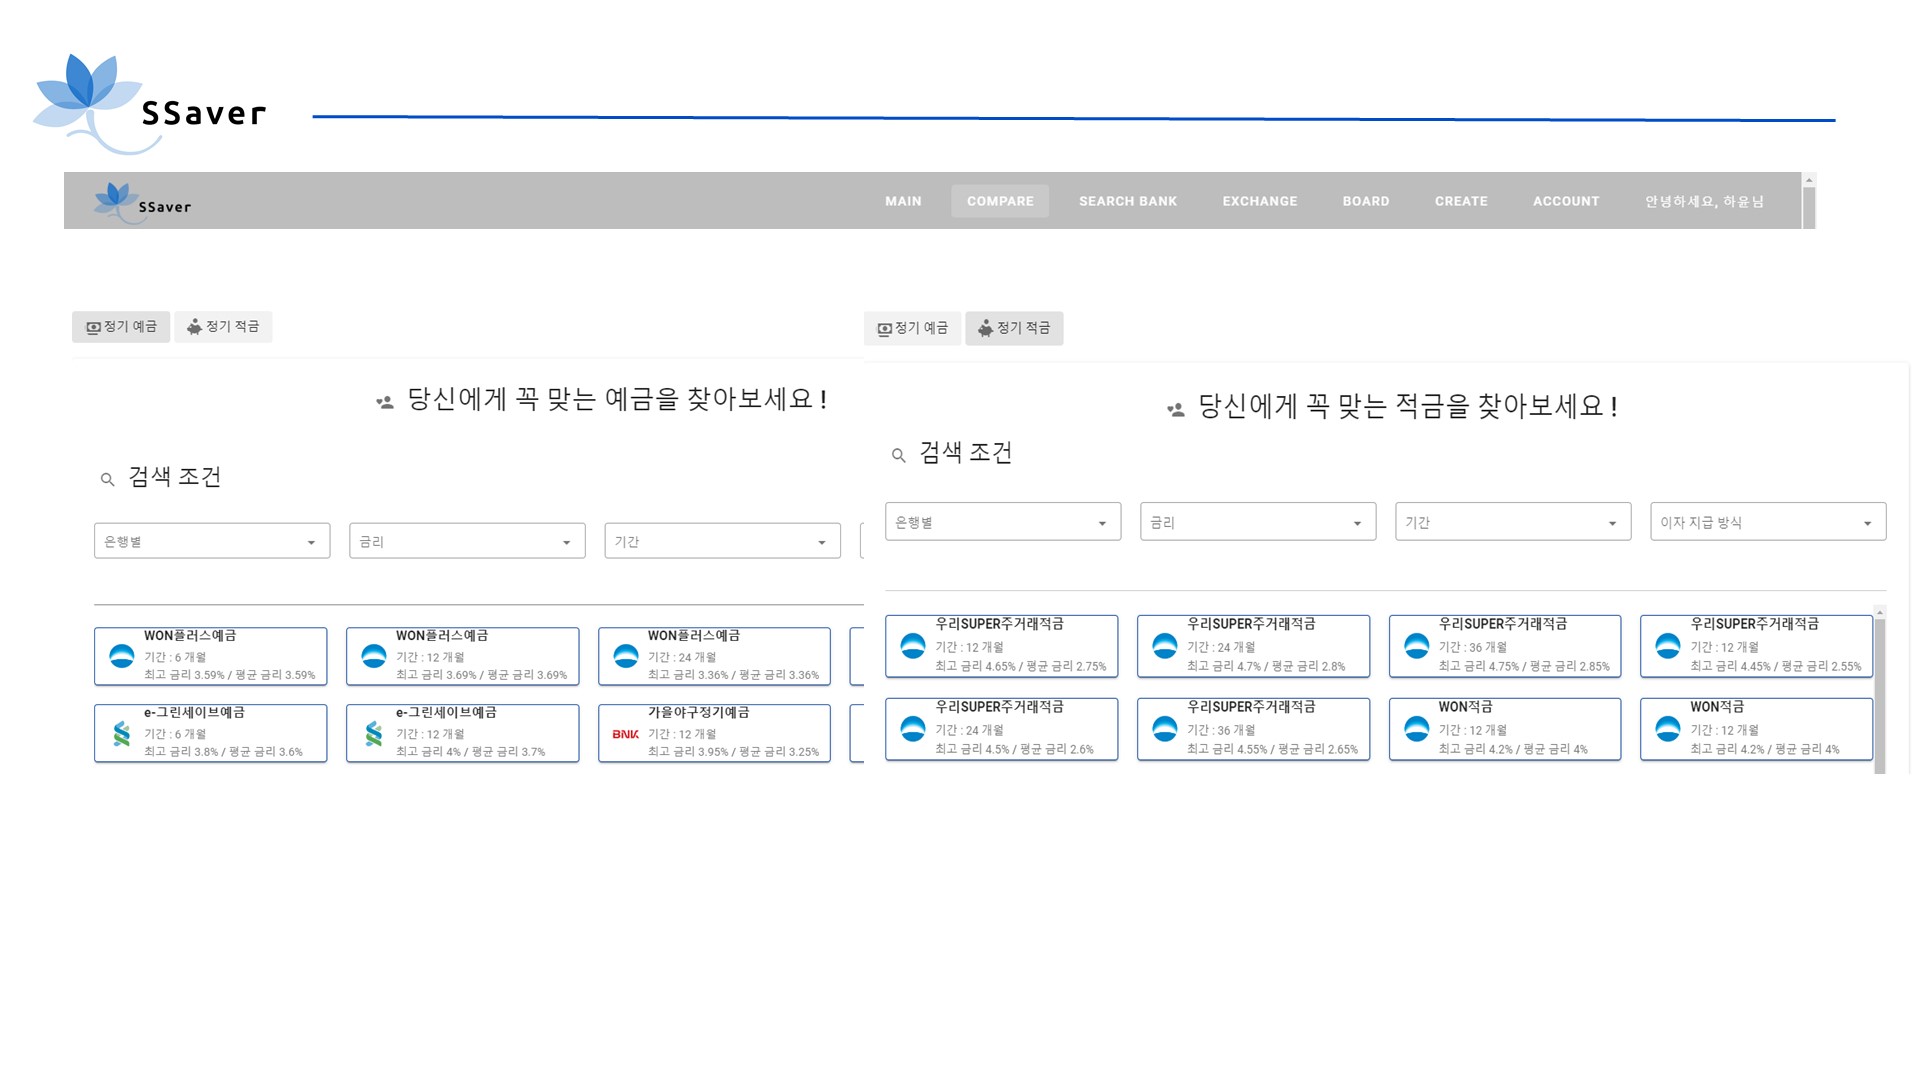 SSaver
SSaver
MAIN COMPARE SEARCH BANK EXCHANGE BOARD CREATE ACCOUNT 안녕하세요, 하윤님
정기 예금 정기 적금
당신에게 꼭 맞는 예금을 찾아보세요 !
검색 조건
은행별 금리 기간
WON플러스예금
기간 : 6 개월
최고 금리 3.59% / 평균 금리 3.59%
WON플러스예금
기간 : 12 개월
최고 금리 3.69% / 평균 금리 3.69%
WON플러스예금
기간 : 24 개월
최고 금리 3.36% / 평균 금리 3.36%
e-그린세이브예금
기간 : 6 개월
최고 금리 3.8% / 평균 금리 3.6%
e-그린세이브예금
기간 : 12 개월
최고 금리 4% / 평균 금리 3.7%
BNK
가을야구정기예금
기간 : 12 개월
최고 금리 3.95% / 평균 금리 3.25%
정기 예금 정기 적금
당신에게 꼭 맞는 적금을 찾아보세요 !
검색 조건
은행별 금리 기간 이자 지급 방식
우리SUPER주거래적금
기간 : 12 개월
최고 금리 4.65% / 평균 금리 2.75%
우리SUPER주거래적금
기간 : 24 개월
최고 금리 4.7% / 평균 금리 2.8%
우리SUPER주거래적금
기간 : 36 개월
최고 금리 4.75% / 평균 금리 2.85%
우리SUPER주거래적금
기간 : 12 개월
최고 금리 4.45% / 평균 금리 2.55%
우리SUPER주거래적금
기간 : 24 개월
최고 금리 4.5% / 평균 금리 2.6%
우리SUPER주거래적금
기간 : 36 개월
최고 금리 4.55% / 평균 금리 2.65%
WON적금
기간 : 12 개월
최고 금리 4.2% / 평균 금리 4%
WON적금
기간 : 12 개월
최고 금리 4.2% / 평균 금리 4%